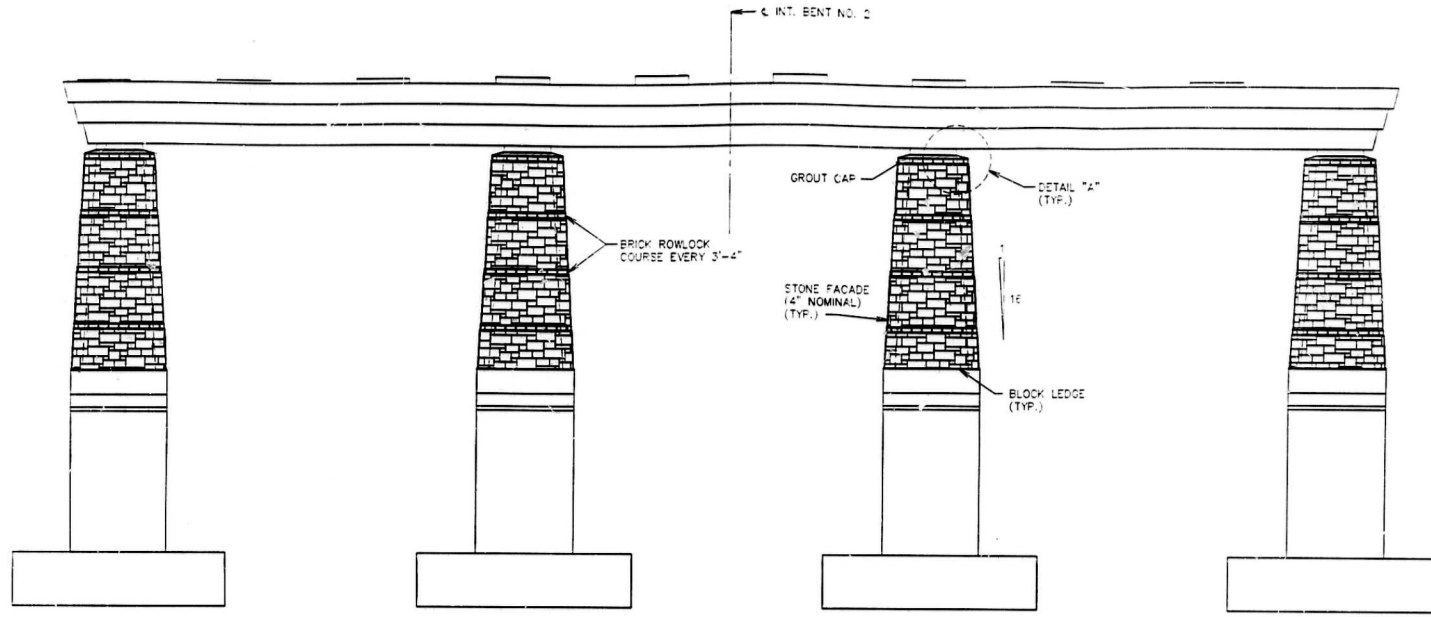 ℄ INT. BENT NO. 2
GROUT CAP
DETAIL "A"
(TYP.)
BRICK ROWLOCK
COURSE EVERY 3'-4"
1
16
STONE FACADE
(4" NOMINAL)
(TYP.)
BLOCK LEDGE
(TYP.)